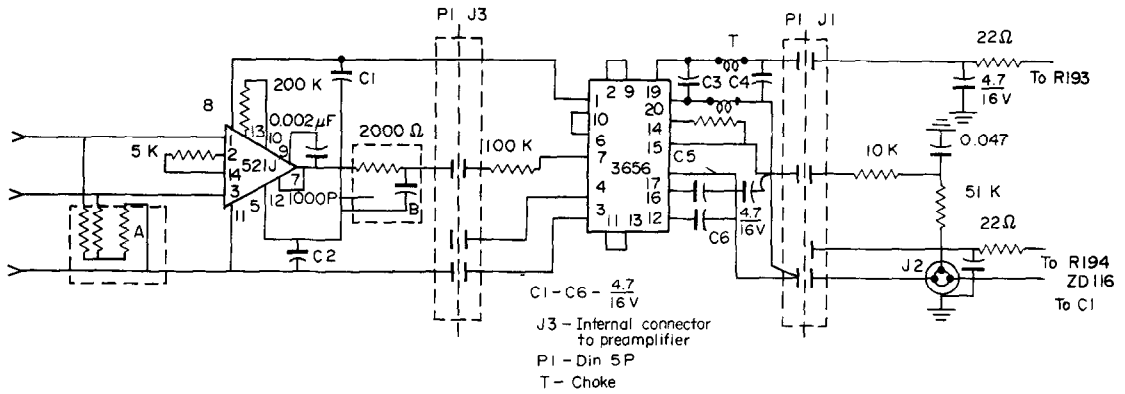 P1 J3
P1 J1
T
22Ω
To R193
4.7
16V
C1
C3 C4
200 K
8
2 9 19
1
20
10
14
6
15
7
3656
17
4
16
3
11 13 12
0.002µF
2000 Ω
100 K
C5
0.047
10K
13
10
9
5 K
2
14
521J
7
3
12
11
5
1000P
B
A
C2
4.7
16V
C6
51 K
22Ω
J2
To R194
ZD116
To C1
C1-C6- 4.7
16V
J3 - Internal connector
to preamplifier
P1 - Din 5P
T - Choke